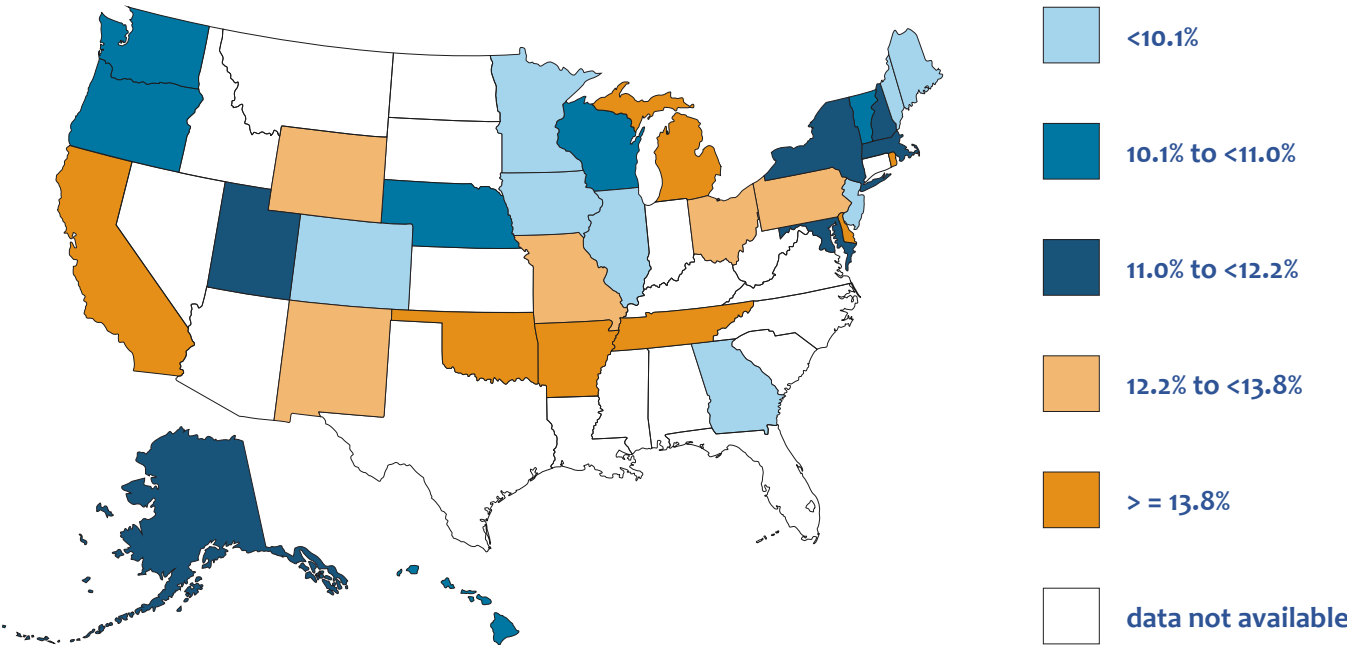 <10.1%
10.1% to <11.0%
11.0% to <12.2%
12.2% to <13.8%
> = 13.8%
data not available